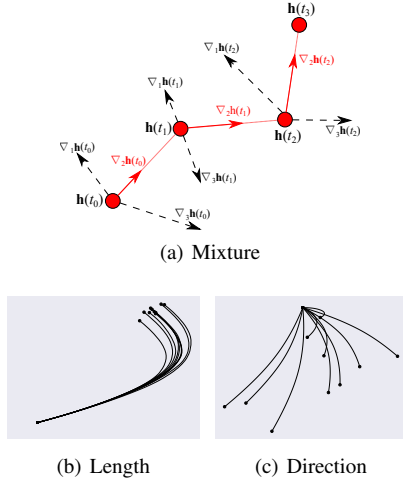 h(t₃)
∇₁h(t₂)
∇₂h(t₂)
∇₁h(t₁)
h(t₁)
∇₂h(t₁)
h(t₂)
∇₃h(t₂)
∇₁h(t₀)
∇₂h(t₀)
∇₃h(t₁)
h(t₀)
∇₃h(t₀)
(a) Mixture
(b) Length
(c) Direction